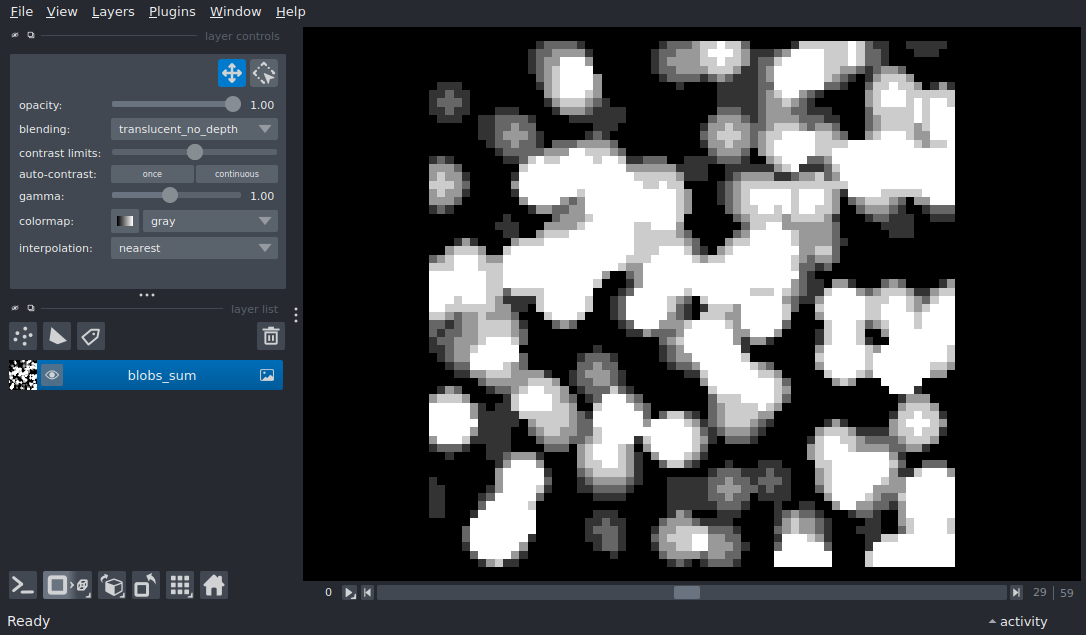 File View Layers Plugins Window Help
layer controls
opacity: 1.00
blending: translucent_no_depth
contrast limits:
auto-contrast: once continuous
gamma: 1.00
colormap: gray
interpolation: nearest
layer list
blobs_sum
0 29 59
Ready activity